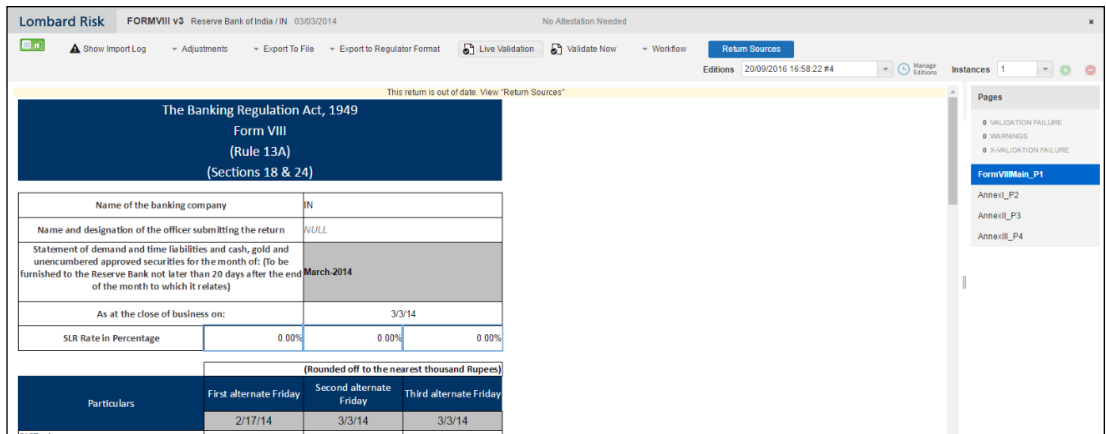 Lombard Risk FORMVIII v3 Reserve Bank of India / IN 03/03/2014 No Attestation Needed ×
n Show Import Log Adjustments Export To File Export to Regulator Format Live Validation Validate Now Workflow Return Sources
Editions 20/09/2016 16:58:22 #4 Manage Editions Instances 1
This return is out of date. View "Return Sources"
The Banking Regulation Act, 1949
Form VIII
(Rule 13A)
(Sections 18 & 24)
Name of the banking company IN
Name and designation of the officer submitting the return NULL
Statement of demand and time liabilities and cash, gold and
unencumbered approved securities for the month of: (To be
furnished to the Reserve Bank not later than 20 days after the end
of the month to which it relates)
March-2014
As at the close of business on: 3/3/14
SLR Rate in Percentage 0.00% 0.00% 0.00%
(Rounded off to the nearest thousand Rupees)
Particulars
First alternate Friday
Second alternate
Friday
Third alternate Friday
2/17/14 3/3/14 3/3/14
Pages
0 VALIDATION FAILURE
0 WARNINGS
0 X-VALIDATION FAILURE
FormVIIIMain_P1
AnnexI_P2
AnnexII_P3
AnnexIII_P4